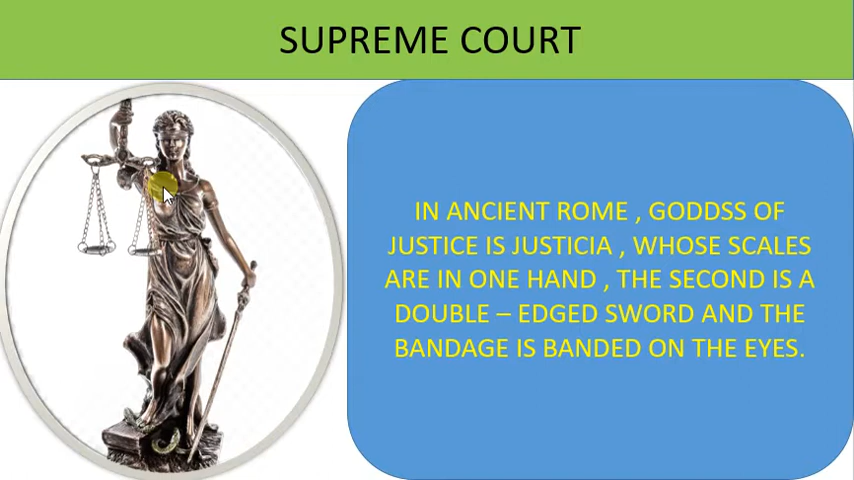 SUPREME COURT
IN ANCIENT ROME , GODDSS OF
JUSTICE IS JUSTICIA , WHOSE SCALES
ARE IN ONE HAND , THE SECOND IS A
DOUBLE – EDGED SWORD AND THE
BANDAGE IS BANDED ON THE EYES.